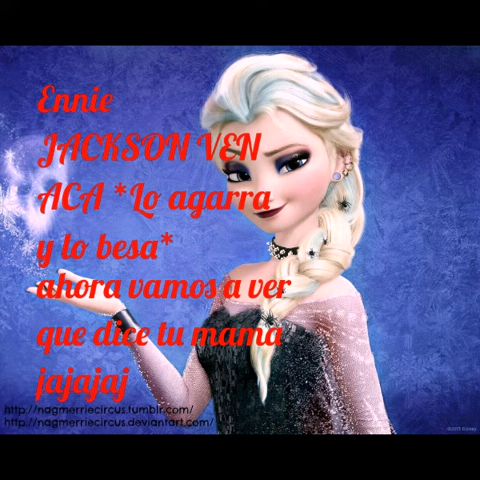 Ennie
JACKSON VEN
ACA *Lo agarra
y lo besa*
ahora vamos a ver
que dice tu mama
jajajaj
http://nagmerriecircus.tumblr.com/
http://nagmerriecircus.deviantart.com/